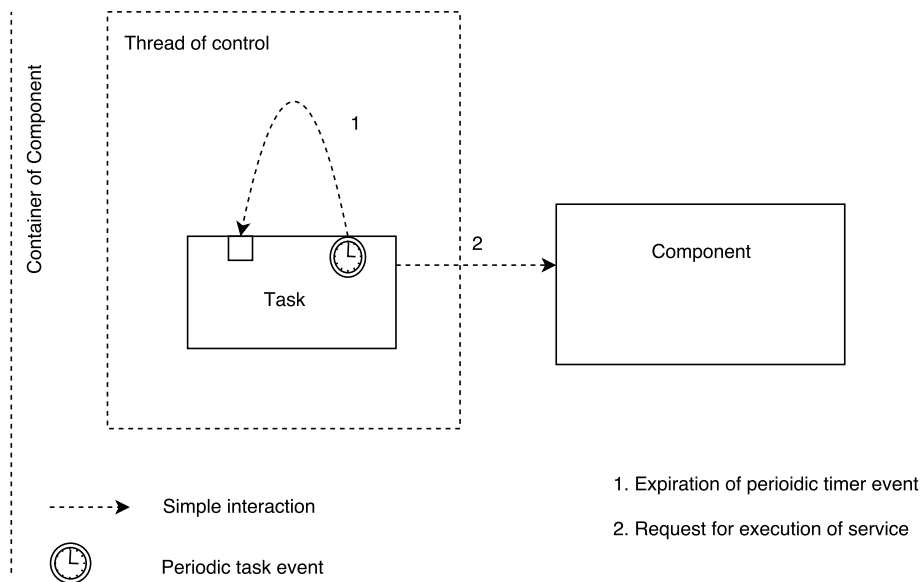 Thread of control
Container of Component
1
2
Component
Task
1. Expiration of perioidic timer event
Simple interaction
2. Request for execution of service
Periodic task event